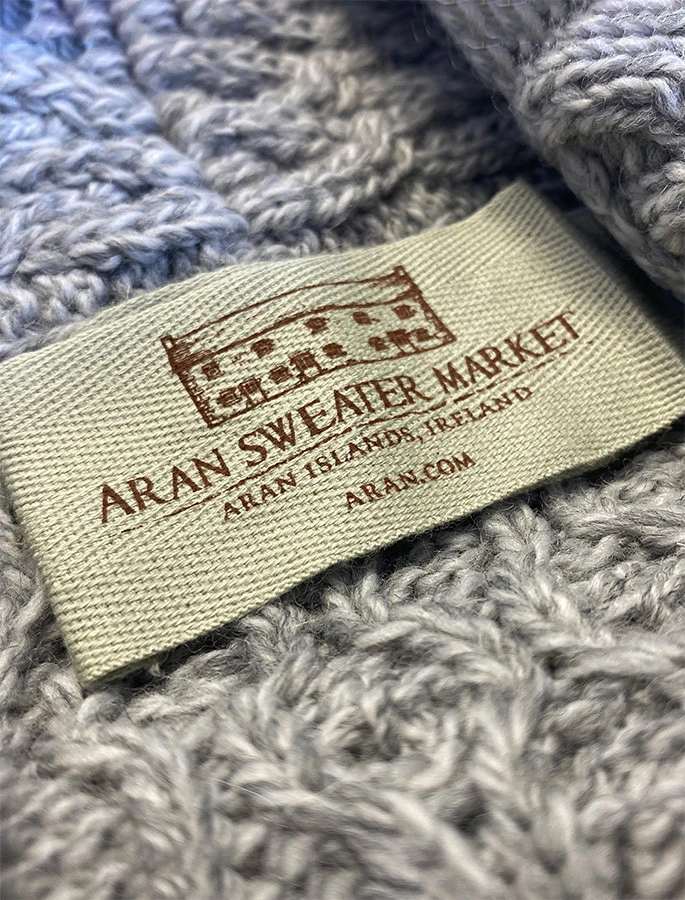 ARAN SWEATER MARKET
ARAN ISLANDS, IRELAND
ARAN.COM